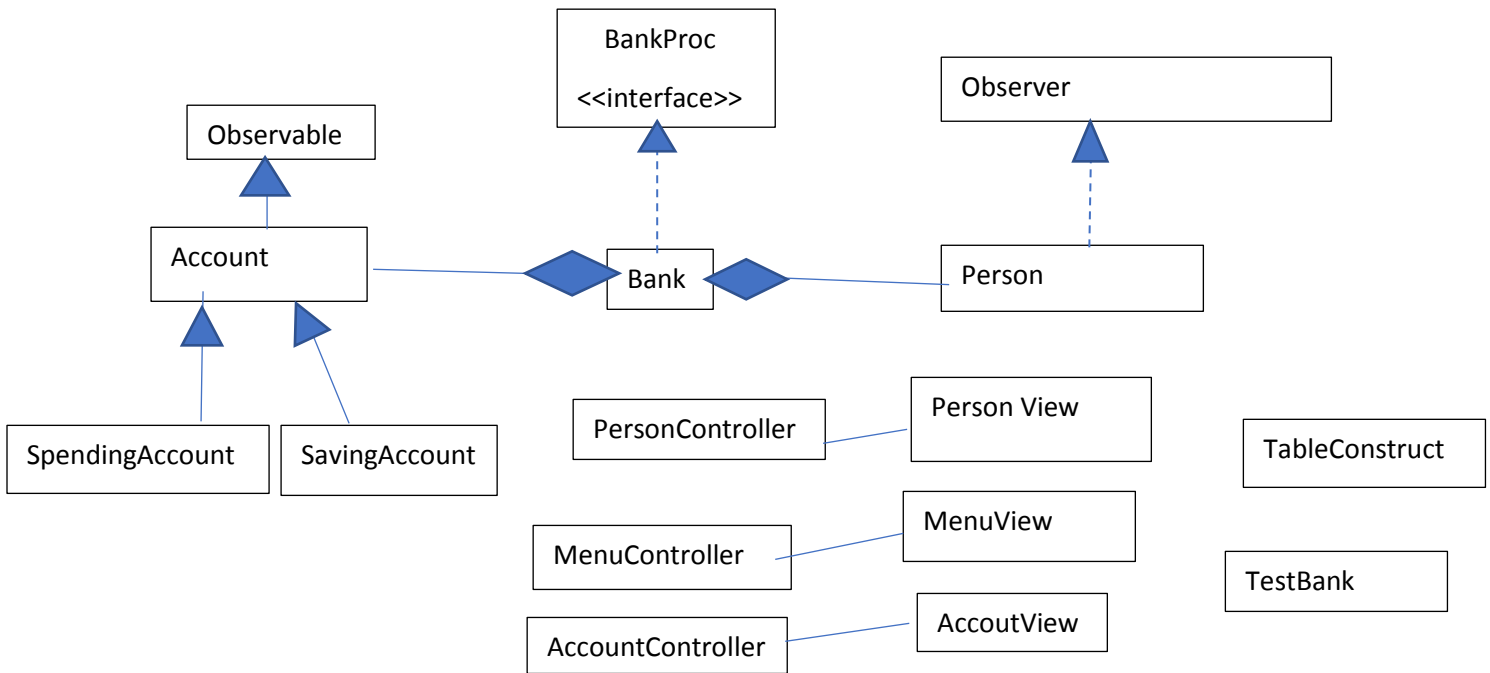 BankProc
<<interface>>
Observer
Observable
Account
Bank
Person
SpendingAccount
SavingAccount
PersonController
Person View
TableConstruct
MenuController
MenuView
TestBank
AccountController
AccoutView